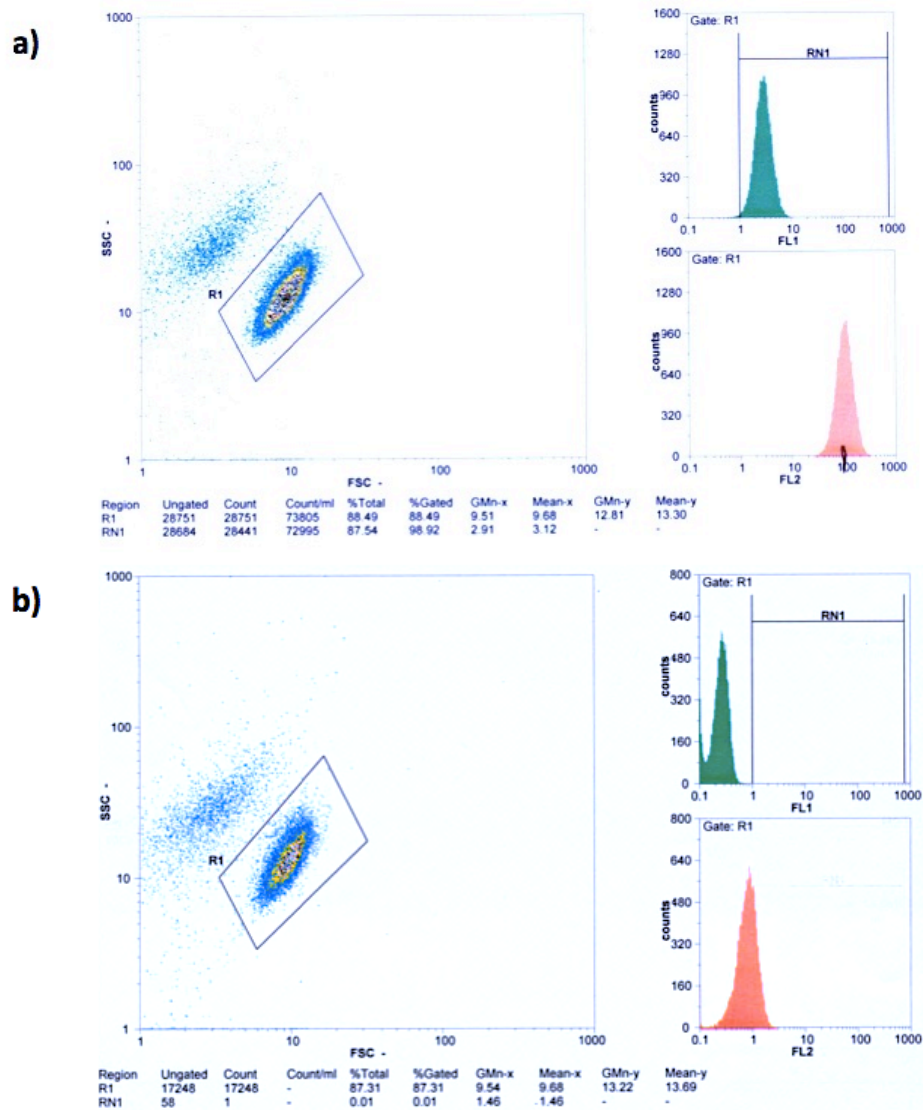 a)
1000
100
10
1
SSC -
R1
1 10 100 1000
FSC -
Gate: R1
1600
1280
960
640
320
0
counts
RN1
0.1 1 10 100 1000
FL1
Gate: R1
1600
1280
960
640
320
0
counts
0.1 1 10 100 1000
FL2
Region Ungated Count Count/ml %Total %Gated GMn-x Mean-x GMn-y Mean-y
R1 28751 28751 73805 88.49 88.49 9.51 9.68 12.81 13.30
RN1 28684 28441 72995 87.54 98.92 2.91 3.12 - -
b)
1000
100
10
1
SSC -
R1
1 10 100 1000
FSC -
Gate: R1
800
640
480
320
160
0
counts
RN1
0.1 1 10 100 1000
FL1
Gate: R1
800
640
480
320
160
0
counts
0.1 1 10 100 1000
FL2
Region Ungated Count Count/ml %Total %Gated GMn-x Mean-x GMn-y Mean-y
R1 17248 17248 - 87.31 87.31 9.54 9.68 13.22 13.69
RN1 58 1 - 0.01 0.01 1.46 1.46 - -